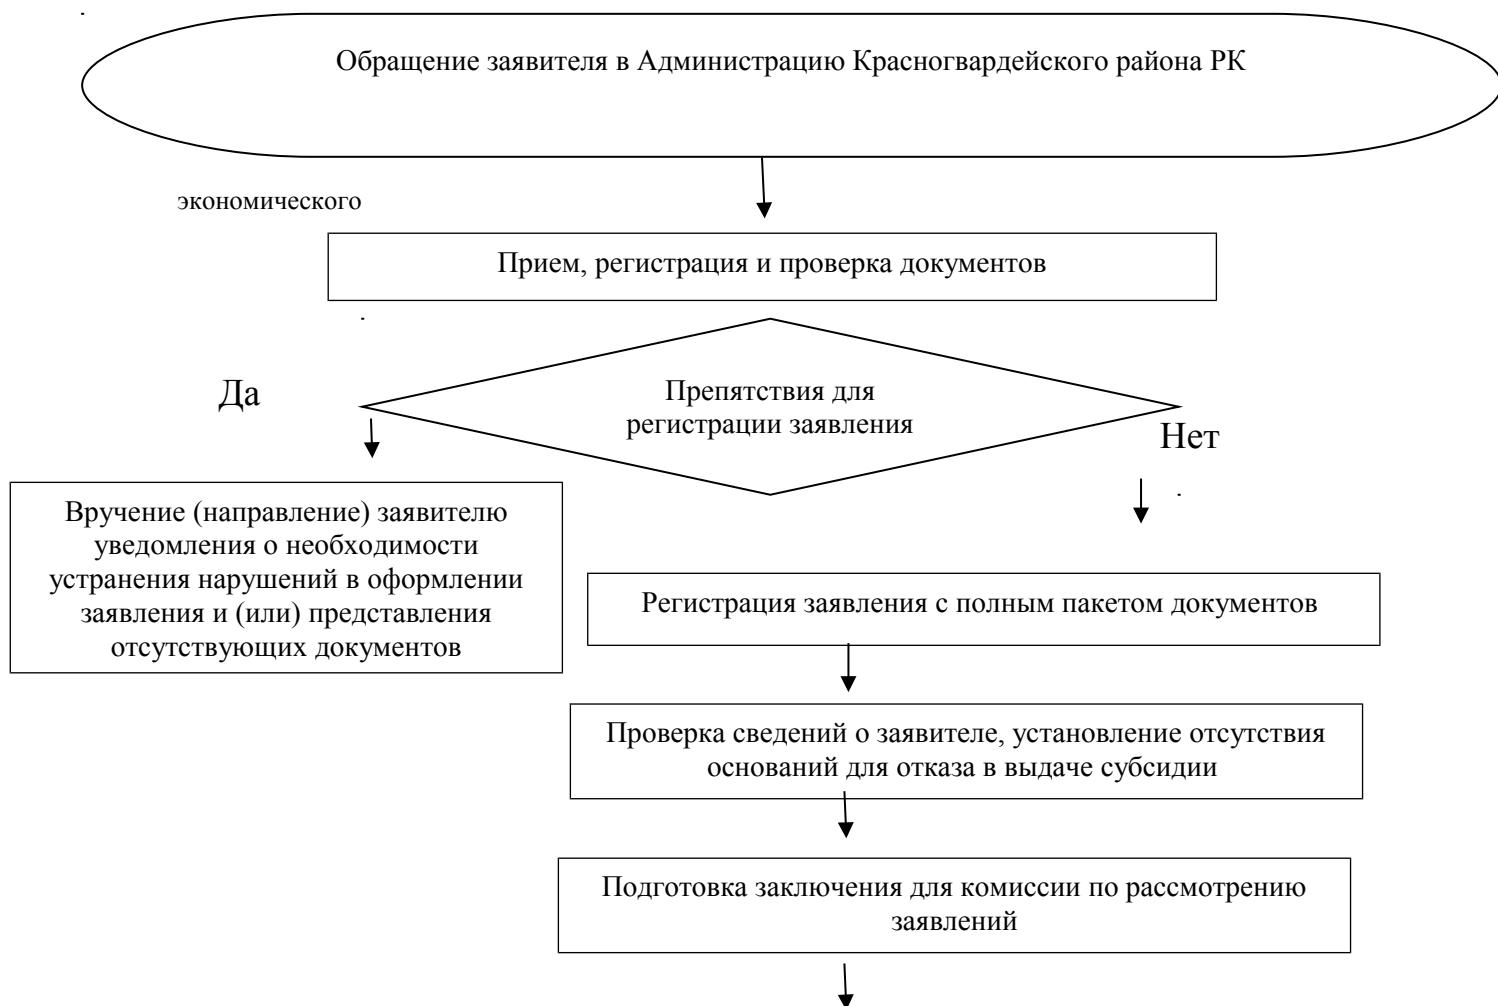 Обращение заявителя в Администрацию Красногвардейского района РК
экономического
Прием, регистрация и проверка документов
Да
Препятствия для
регистрации заявления
Нет
Вручение (направление) заявителю
уведомления о необходимости
устранения нарушений в оформлении
заявления и (или) представления
отсутствующих документов
Регистрация заявления с полным пакетом документов
Проверка сведений о заявителе, установление отсутствия
оснований для отказа в выдаче субсидии
Подготовка заключения для комиссии по рассмотрению
заявлений